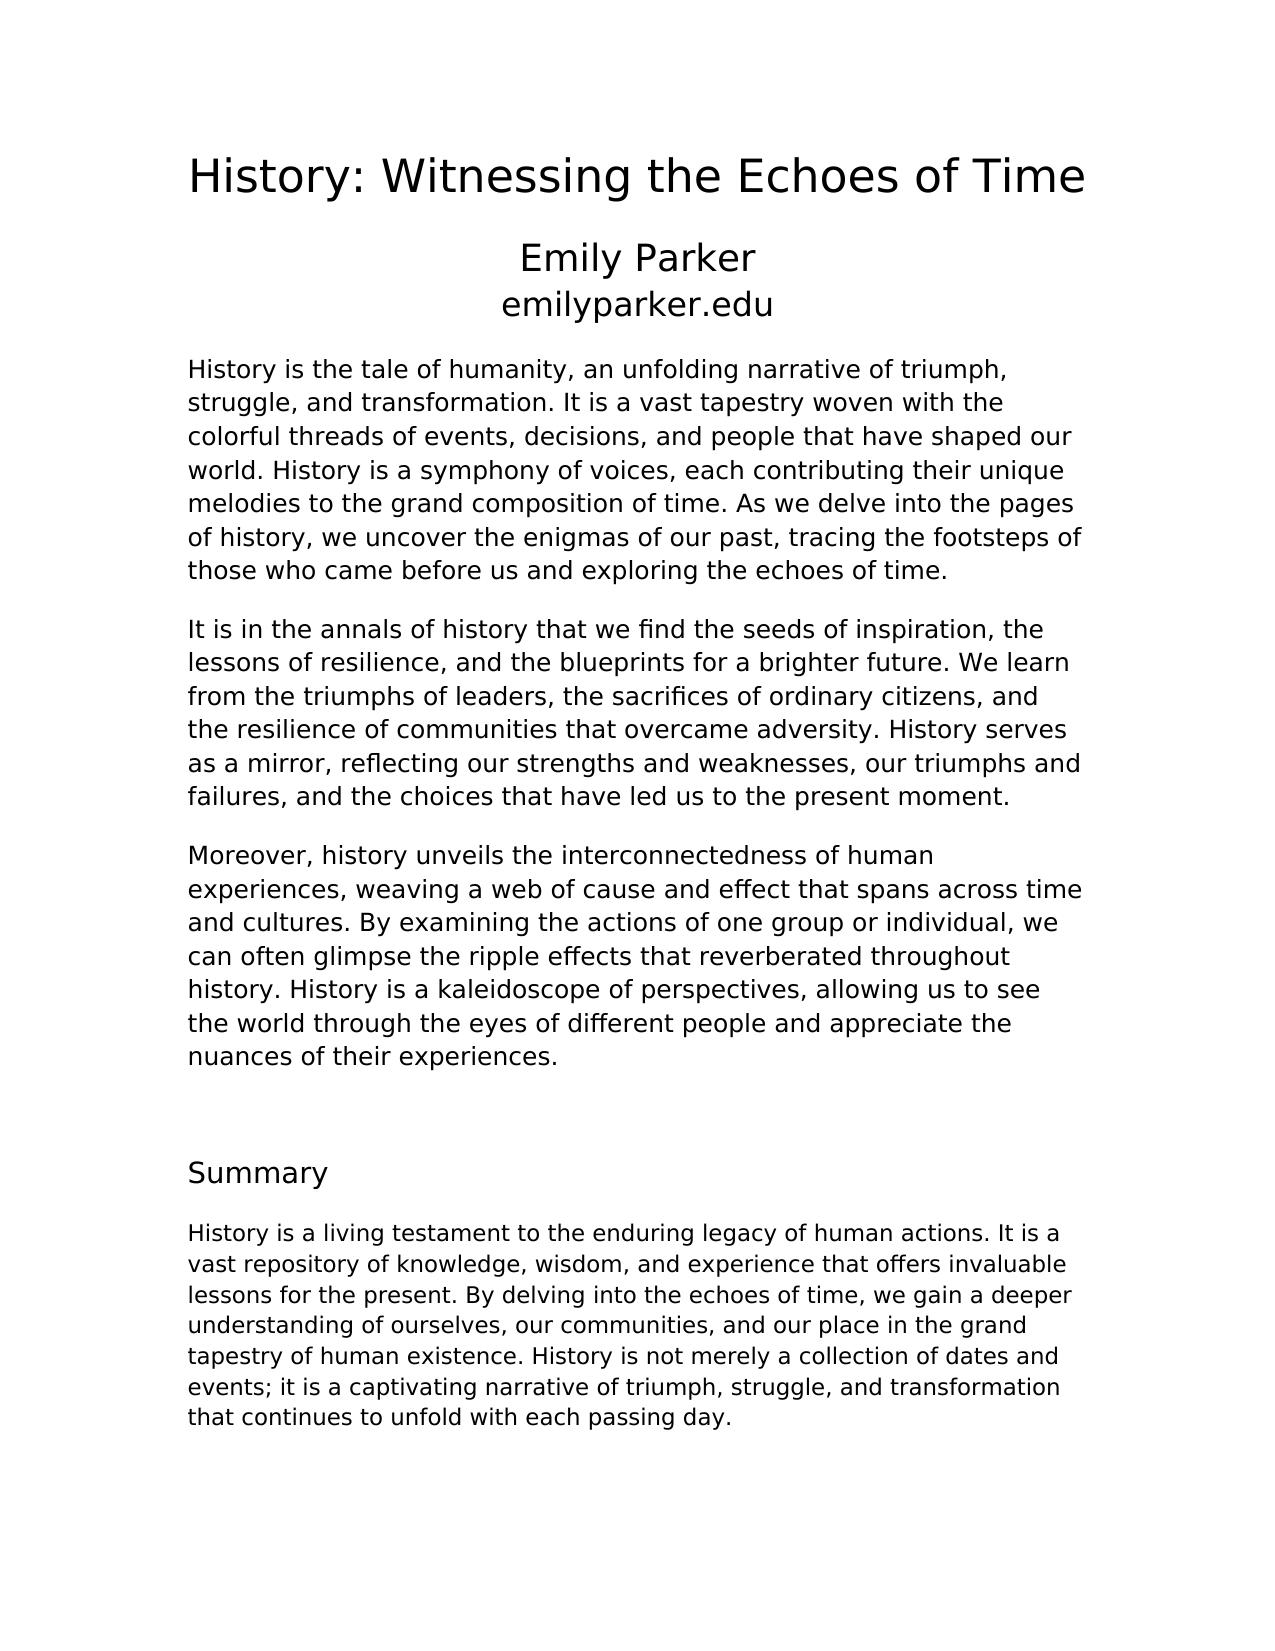 History: Witnessing the Echoes of Time
Emily Parker
emilyparker.edu
History is the tale of humanity, an unfolding narrative of triumph,
struggle, and transformation. It is a vast tapestry woven with the
colorful threads of events, decisions, and people that have shaped our
world. History is a symphony of voices, each contributing their unique
melodies to the grand composition of time. As we delve into the pages
of history, we uncover the enigmas of our past, tracing the footsteps of
those who came before us and exploring the echoes of time.
It is in the annals of history that we find the seeds of inspiration, the
lessons of resilience, and the blueprints for a brighter future. We learn
from the triumphs of leaders, the sacrifices of ordinary citizens, and
the resilience of communities that overcame adversity. History serves
as a mirror, reflecting our strengths and weaknesses, our triumphs and
failures, and the choices that have led us to the present moment.
Moreover, history unveils the interconnectedness of human
experiences, weaving a web of cause and effect that spans across time
and cultures. By examining the actions of one group or individual, we
can often glimpse the ripple effects that reverberated throughout
history. History is a kaleidoscope of perspectives, allowing us to see
the world through the eyes of different people and appreciate the
nuances of their experiences.
Summary
History is a living testament to the enduring legacy of human actions. It is a
vast repository of knowledge, wisdom, and experience that offers invaluable
lessons for the present. By delving into the echoes of time, we gain a deeper
understanding of ourselves, our communities, and our place in the grand
tapestry of human existence. History is not merely a collection of dates and
events; it is a captivating narrative of triumph, struggle, and transformation
that continues to unfold with each passing day.